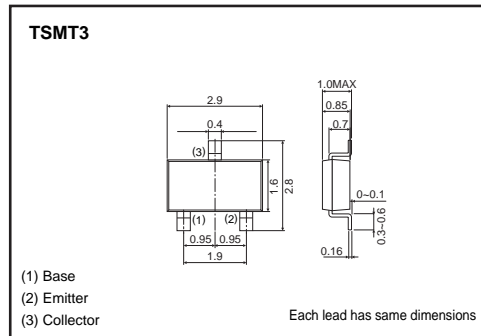 TSMT3
1.0MAX
2.9
0.85
0.4
0.7
(3)
1.6
2.8
0~0.1
(1)
(2)
0.3~0.6
0.95
0.95
0.16
1.9
(1) Base
(2) Emitter
(3) Collector
Each lead has same dimensions